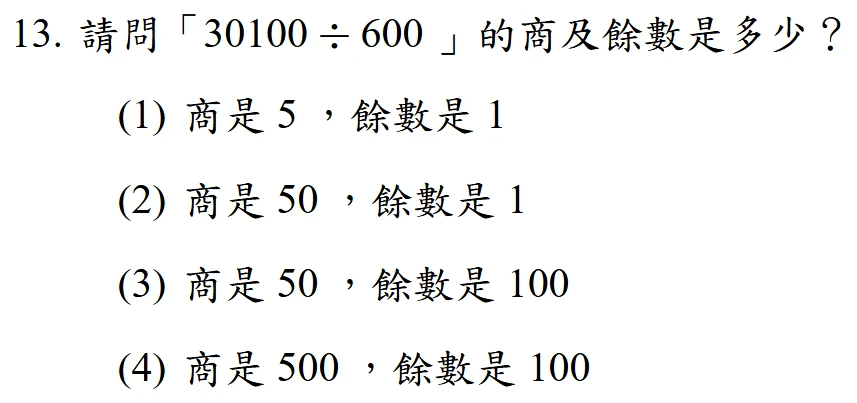 13. 請問「30100 ÷ 600 」的商及餘數是多少？
(1) 商是 5 ，餘數是 1
(2) 商是 50 ，餘數是 1
(3) 商是 50 ，餘數是 100
(4) 商是 500 ，餘數是 100